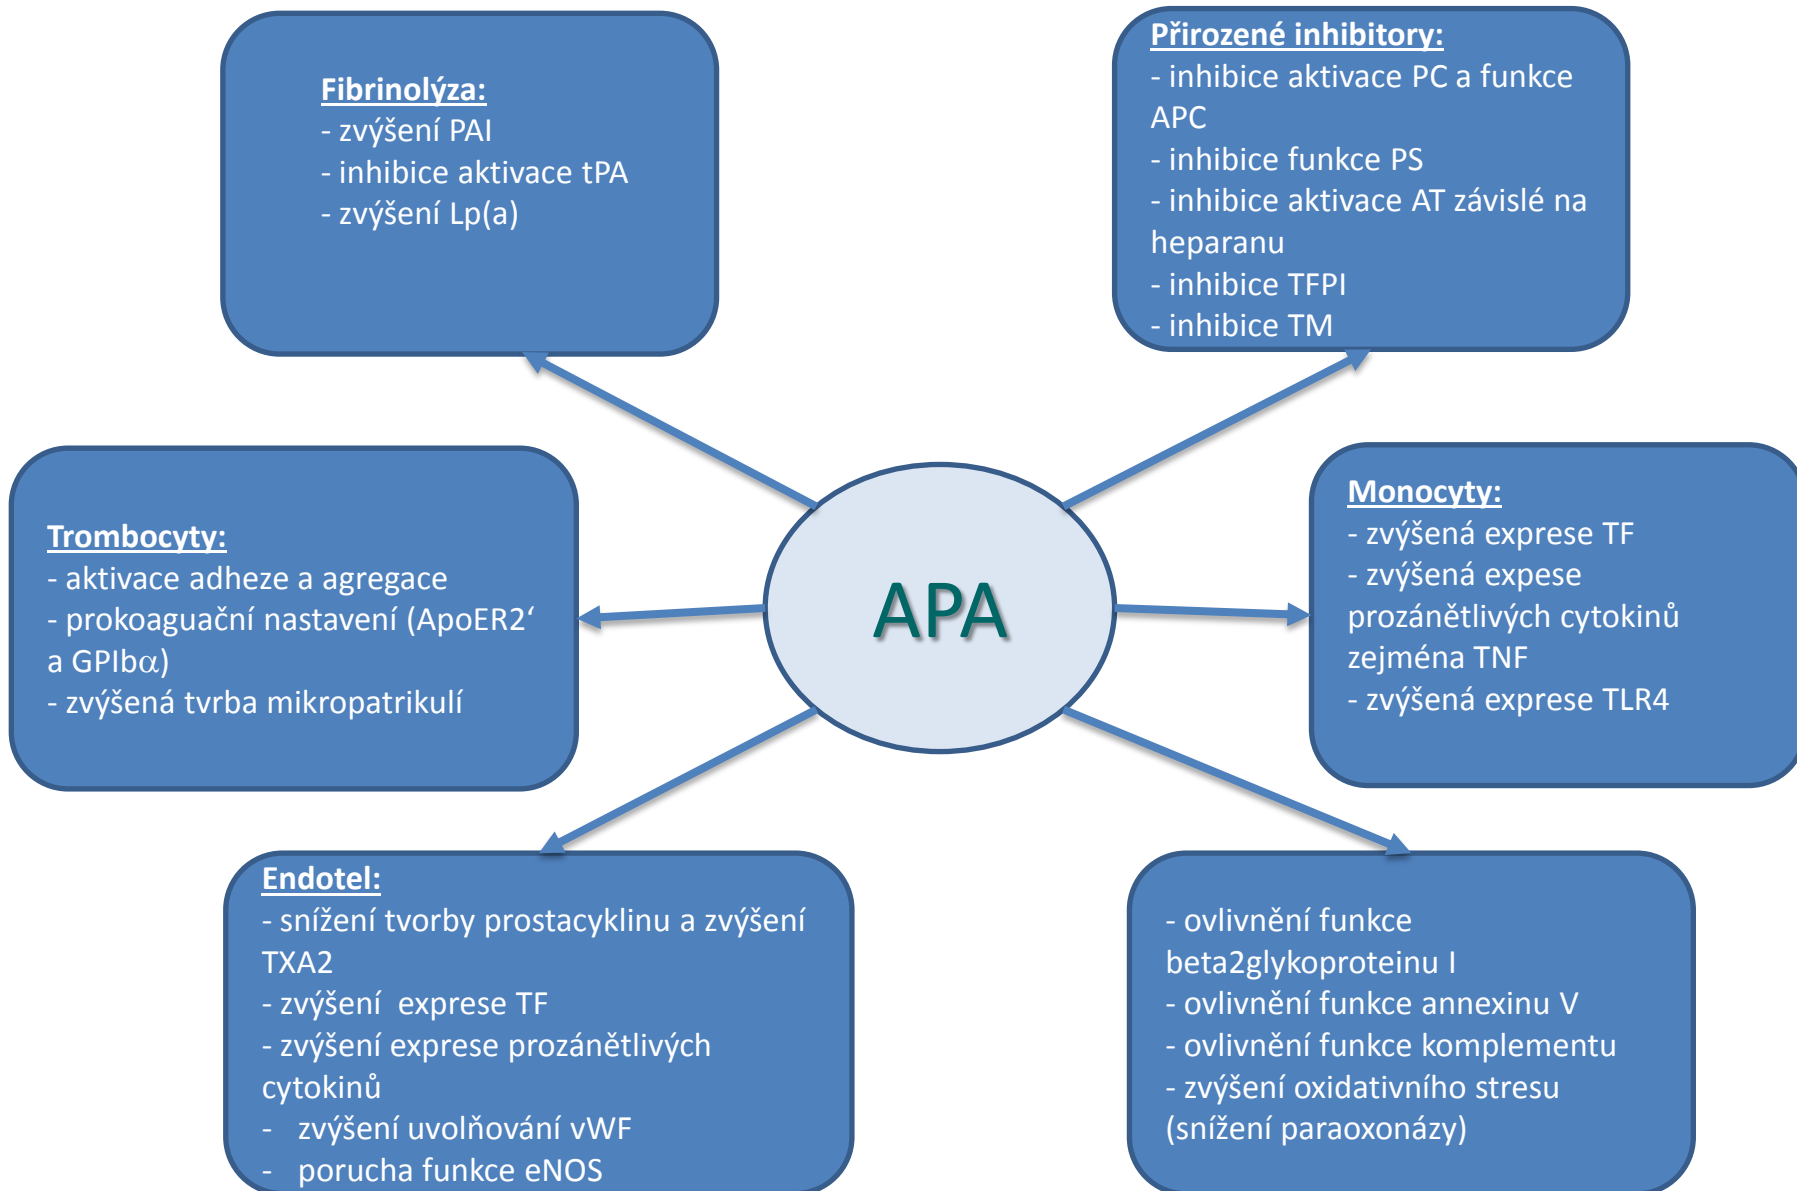 Fibrinolýza:
- zvýšení PAI
- inhibice aktivace tPA
- zvýšení Lp(a)
Přirozené inhibitory:
- inhibice aktivace PC a funkce
APC
- inhibice funkce PS
- inhibice aktivace AT závislé na
heparanu
- inhibice TFPI
- inhibice TM
Trombocyty:
- aktivace adheze a agregace
- prokoaguační nastavení (ApoER2‘
a GPIbα)
- zvýšená tvrba mikropatrikulí
APA
Monocyty:
- zvýšená exprese TF
- zvýšená expese
prozánětlivých cytokinů
zejména TNF
- zvýšená exprese TLR4
Endotel:
- snížení tvorby prostacyklinu a zvýšení
TXA2
- zvýšení  exprese TF
- zvýšení exprese prozánětlivých
cytokinů
-   zvýšení uvolňování vWF
-   porucha funkce eNOS
- ovlivnění funkce
beta2glykoproteinu I
- ovlivnění funkce annexinu V
- ovlivnění funkce komplementu
- zvýšení oxidativního stresu
(snížení paraoxonázy)